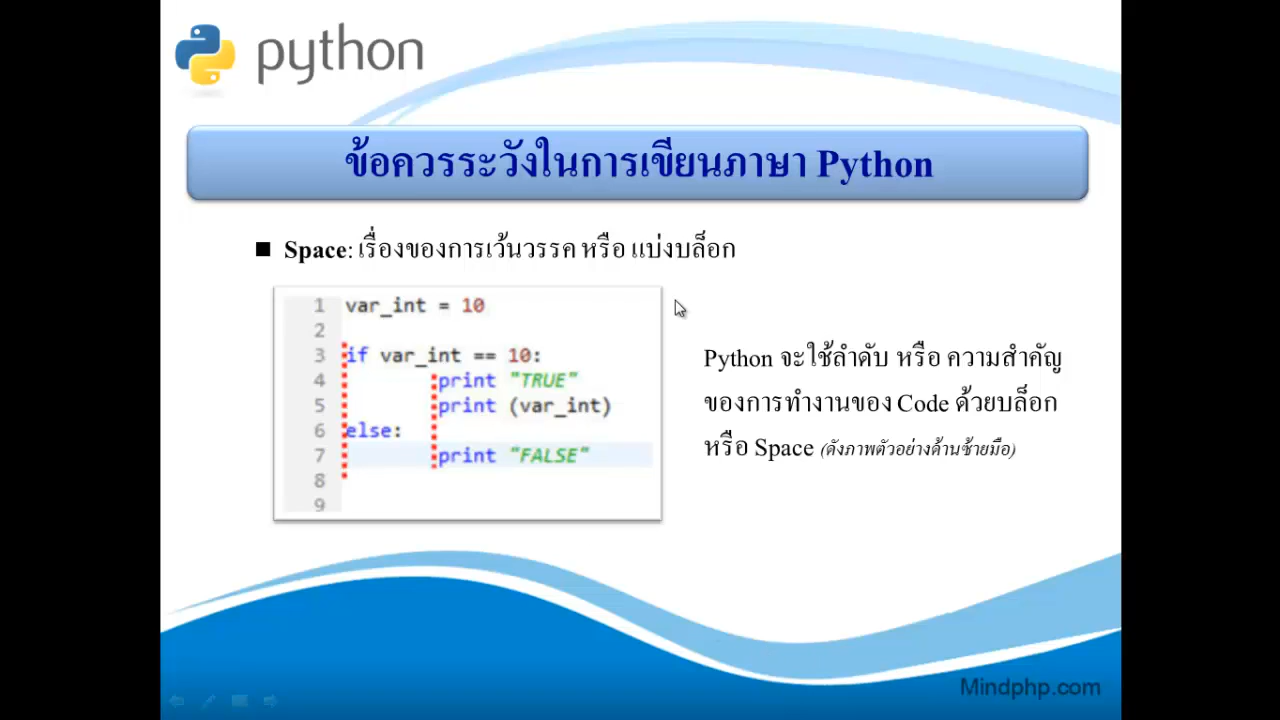 python
ข้อควรระวังในการเขียนภาษา Python
■ Space: เรื่องของการเว้นวรรค หรือ แบ่งบล็อก
1 var_int = 10
2
3 if var_int == 10:
4 print "TRUE"
5 print (var_int)
6 else:
7 print "FALSE"
8
9
Python จะใช้ลำดับ หรือ ความสำคัญ
ของการทำงานของ Code ด้วยบล็อก
หรือ Space (ดังภาพตัวอย่างด้านซ้ายมือ)
Mindphp.com